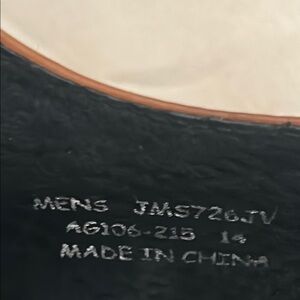 MENS JMS726JV
AG106-215 14
MADE IN CHINA